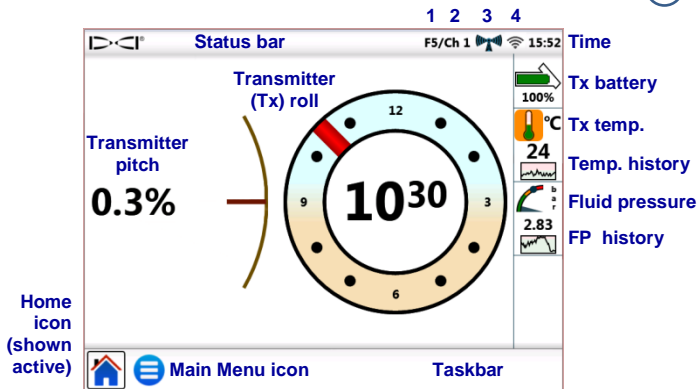 1 2 3 4
DCI® Status bar F5/Ch 1 15:52 Time
Transmitter
(Tx) roll
Tx battery
100%
°C Tx temp.
24
Temp. history
bar Fluid pressure
2.83
FP history
Transmitter
pitch
0.3%
12
3
6
9
10³⁰
Home
icon
(shown
active)
Main Menu icon Taskbar